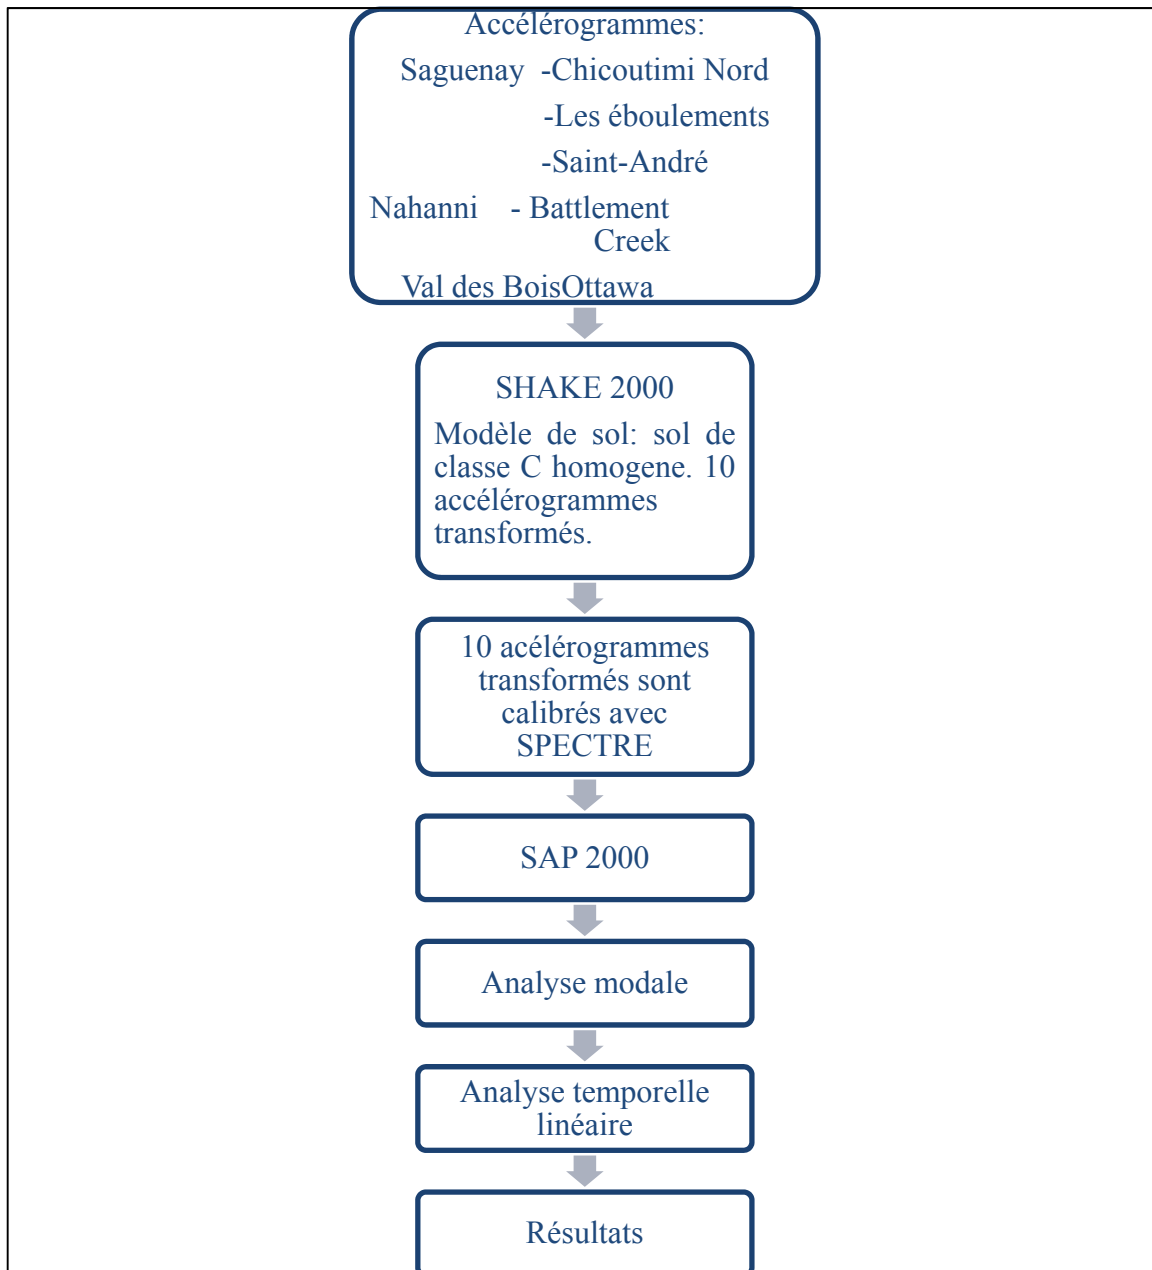 Accélérogrammes:
Saguenay -Chicoutimi Nord
-Les éboulements
-Saint-André
Nahanni - Battlement
Creek
Val des BoisOttawa
SHAKE 2000
Modèle de sol: sol de
classe C homogene. 10
accélérogrammes
transformés.
10 acélérogrammes
transformés sont
calibrés avec
SPECTRE
SAP 2000
Analyse modale
Analyse temporelle
linéaire
Résultats